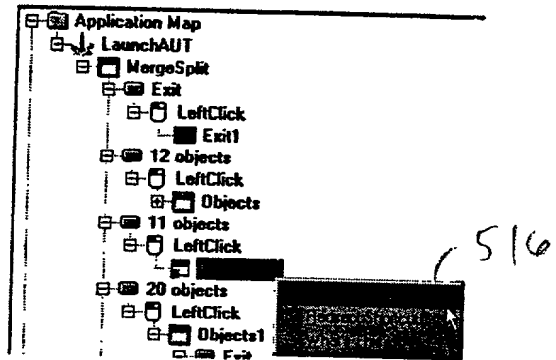 Application Map
LaunchAUT
MergeSplit
Exit
LeftClick
Exit1
12 objects
LeftClick
Objects
11 objects
LeftClick
516
20 objects
LeftClick
Objects1
Exit